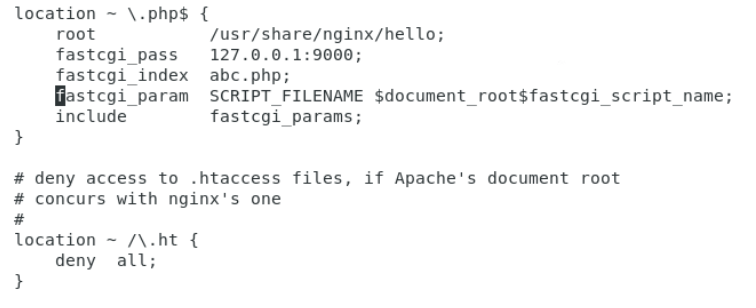 location ~ \.php$ {
    root           /usr/share/nginx/hello;
    fastcgi_pass   127.0.0.1:9000;
    fastcgi_index  abc.php;
    fastcgi_param  SCRIPT_FILENAME $document_root$fastcgi_script_name;
    include        fastcgi_params;
}

# deny access to .htaccess files, if Apache's document root
# concurs with nginx's one
#
location ~ /\.ht {
    deny  all;
}